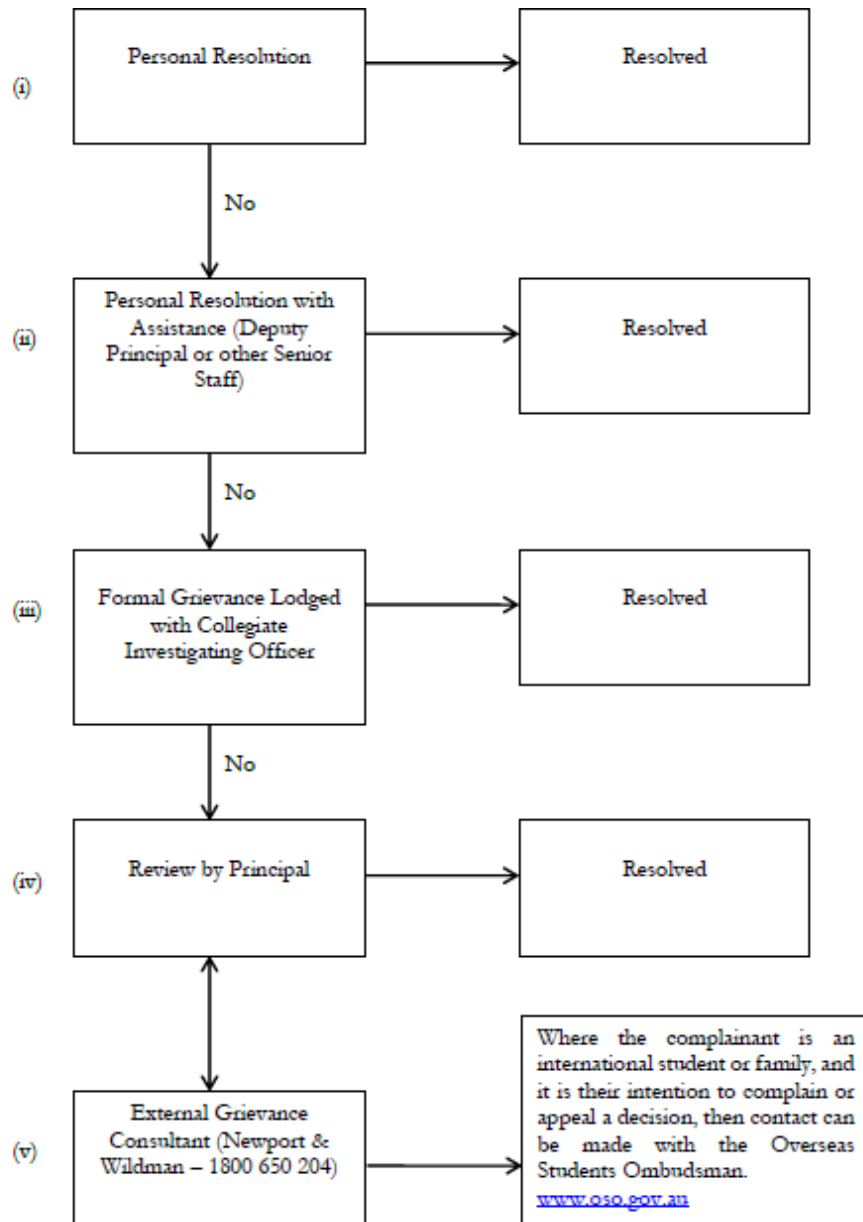 (i)
Personal Resolution
Resolved
No
(ii)
Personal Resolution with
Assistance (Deputy
Principal or other Senior
Staff)
Resolved
No
(iii)
Formal Grievance Lodged
with Collegiate
Investigating Officer
Resolved
No
(iv)
Review by Principal
Resolved
(v)
External Grievance
Consultant (Newport &
Wildman – 1800 650 204)
Where the complainant is an
international student or family, and
it is their intention to complain or
appeal a decision, then contact can
be made with the Overseas
Students Ombudsman.
www.oso.gov.au